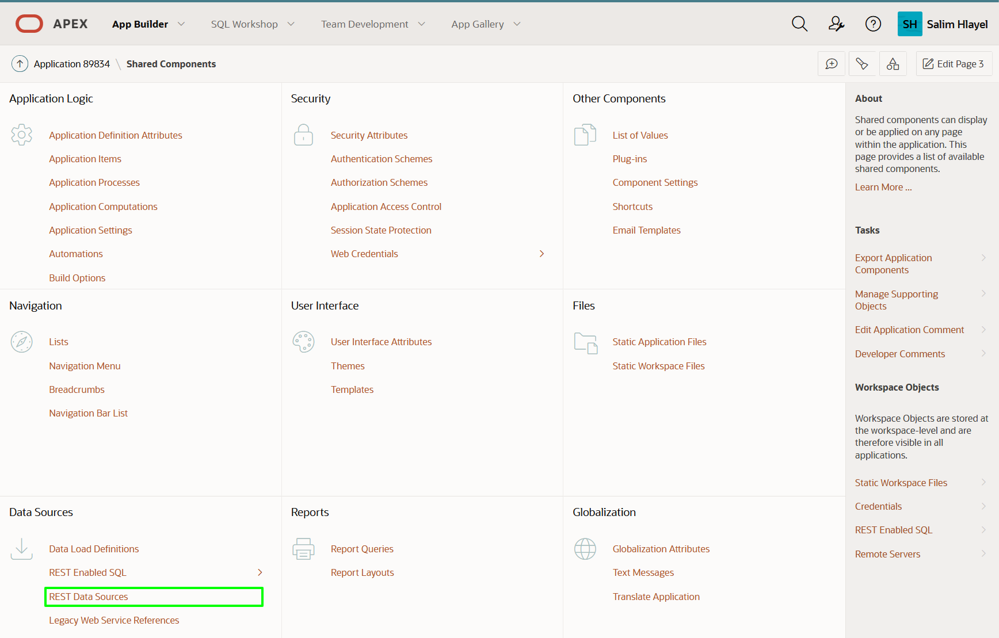 APEX
App Builder
SQL Workshop
Team Development
App Gallery
SH
Salim Hlayel
Application 89834
Shared Components
Edit Page 3
Application Logic
Application Definition Attributes
Application Items
Application Processes
Application Computations
Application Settings
Automations
Build Options
Security
Security Attributes
Authentication Schemes
Authorization Schemes
Application Access Control
Session State Protection
Web Credentials
Other Components
List of Values
Plug-ins
Component Settings
Shortcuts
Email Templates
Navigation
Lists
Navigation Menu
Breadcrumbs
Navigation Bar List
User Interface
User Interface Attributes
Themes
Templates
Files
Static Application Files
Static Workspace Files
Data Sources
Data Load Definitions
REST Enabled SQL
REST Data Sources
Legacy Web Service References
Reports
Report Queries
Report Layouts
Globalization
Globalization Attributes
Text Messages
Translate Application
About
Shared components can display
or be applied on any page
within the application. This
page provides a list of available
shared components.
Learn More ...
Tasks
Export Application
Components
Manage Supporting
Objects
Edit Application Comment
Developer Comments
Workspace Objects
Workspace Objects are stored at
the workspace-level and are
therefore visible in all
applications.
Static Workspace Files
Credentials
REST Enabled SQL
Remote Servers